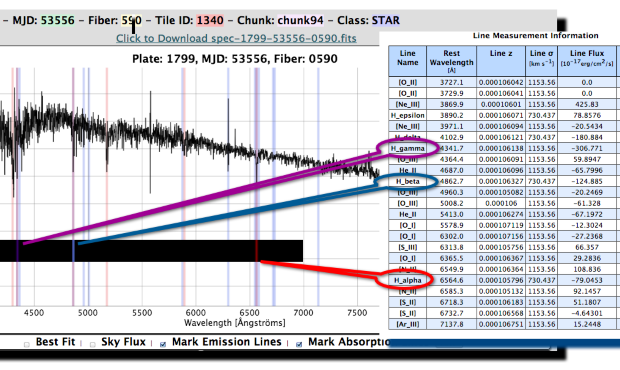 – MJD: 53556 – Fiber: 590 – Tile ID: 1340 – Chunk: chunk94 – Class: STAR
Click to Download spec-1799-53556-0590.fits
Plate: 1799, MJD: 53556, Fiber: 0590
4500 5000 5500 6000 6500 7000 7500
Wavelength [Ångströms]
Best Fit | Sky Flux | Mark Emission Lines | Mark Absorptio
Line Measurement Information
Line Name Rest Wavelength [Å] Line z Line σ [km s⁻¹] Line Flux [10⁻¹⁷erg/cm²/s]
[O_II] 3727.1 0.000106042 1153.56 0.0
[O_II] 3729.9 0.000106041 1153.56 0.0
[Ne_III] 3869.9 0.00010601 1153.56 425.83
H_epsilon 3890.2 0.000106071 730.437 78.8576
[Ne_III] 3971.1 0.000106094 1153.56 -20.5434
H_delta 4102.9 0.000106121 730.437 -180.884
H_gamma 4341.7 0.000106138 730.437 -306.771
[O_III] 4364.4 0.000106091 1153.56 59.8947
He_II 4687.0 0.000106096 1153.56 -65.7996
H_beta 4862.7 0.000106327 730.437 -124.885
[O_III] 4960.3 0.000105082 1153.56 -20.2469
[O_III] 5008.2 0.000106 1153.56 -61.328
He_II 5413.0 0.000106274 1153.56 -67.1972
[O_I] 5578.9 0.000107119 1153.56 -12.3024
[O_I] 6302.0 0.000107156 1153.56 -27.2368
[S_III] 6313.8 0.000105756 1153.56 66.357
[O_I] 6365.5 0.000106367 1153.56 29.2836
[N_II] 6549.9 0.000106364 1153.56 108.836
H_alpha 6564.6 0.000105796 730.437 -79.0453
[N_II] 6585.3 0.000105132 1153.56 92.1457
[S_II] 6718.3 0.000106183 1153.56 51.1807
[S_II] 6732.7 0.000106568 1153.56 -4.64301
[Ar_III] 7137.8 0.000106751 1153.56 15.2448